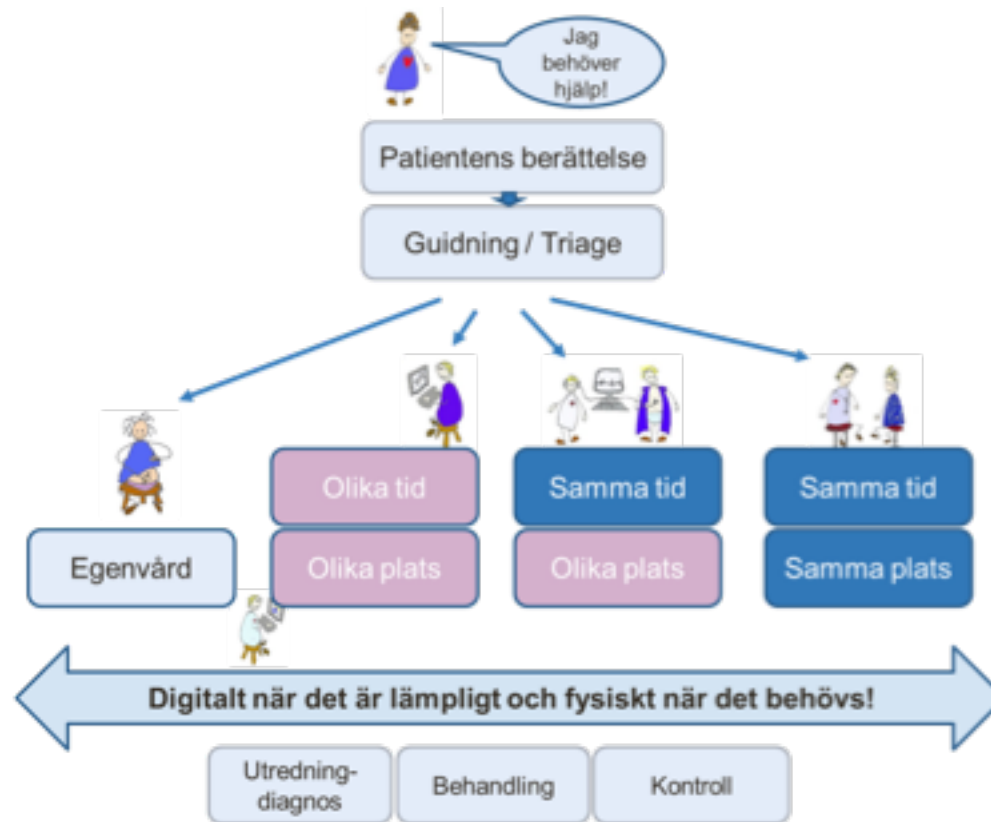 Jag
behöver
hjälp!
Patientens berättelse
Guidning / Triage
Olika tid
Samma tid
Samma tid
Egenvård
Olika plats
Olika plats
Samma plats
Digitalt när det är lämpligt och fysiskt när det behövs!
Utredning-
diagnos
Behandling
Kontroll